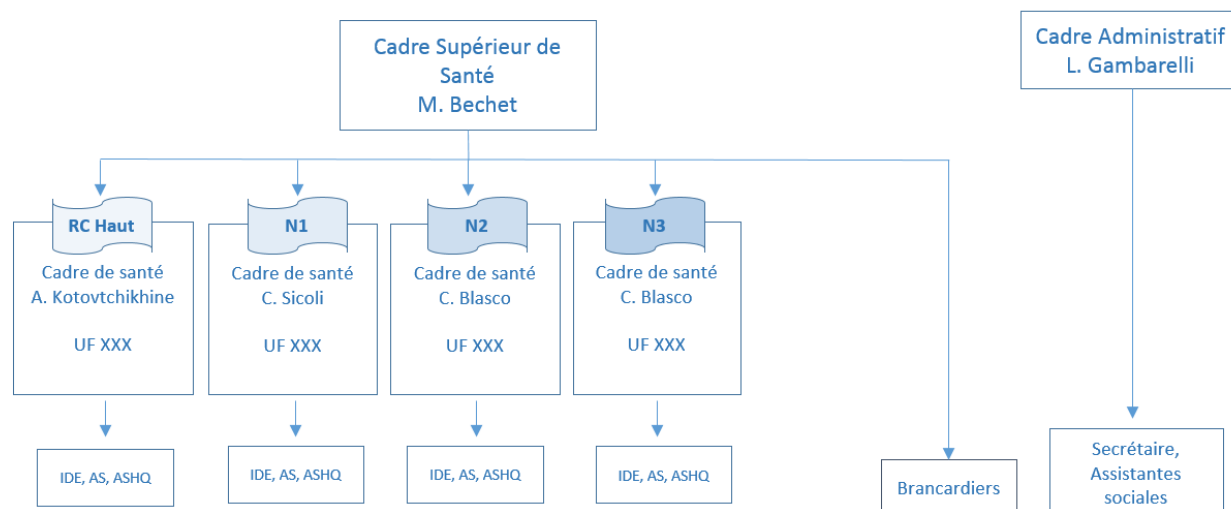 Cadre Supérieur de
Santé
M. Bechet
Cadre Administratif
L. Gambarelli
RC Haut
Cadre de santé
A. Kotovtchikhine
UF XXX
IDE, AS, ASHQ
N1
Cadre de santé
C. Sicoli
UF XXX
IDE, AS, ASHQ
N2
Cadre de santé
C. Blasco
UF XXX
IDE, AS, ASHQ
N3
Cadre de santé
C. Blasco
UF XXX
IDE, AS, ASHQ
Brancardiers
Secrétaire,
Assistantes
sociales